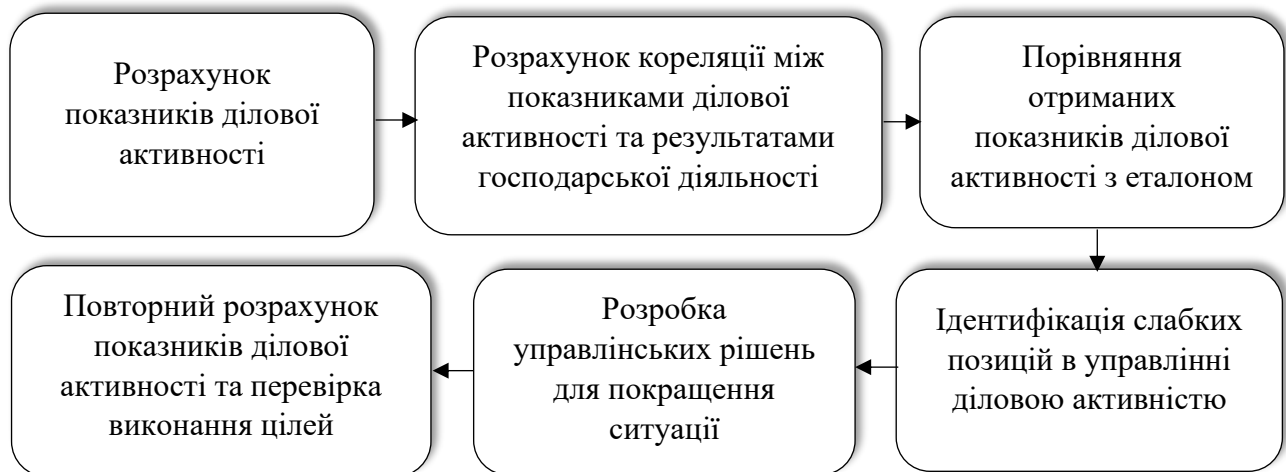 Розрахунок
показників ділової
активності
Розрахунок кореляції між
показниками ділової
активності та результатами
господарської діяльності
Порівняння
отриманих
показників ділової
активності з еталоном
Ідентифікація слабких
позицій в управлінні
діловою активністю
Розробка
управлінських рішень
для покращення
ситуації
Повторний розрахунок
показників ділової
активності та перевірка
виконання цілей